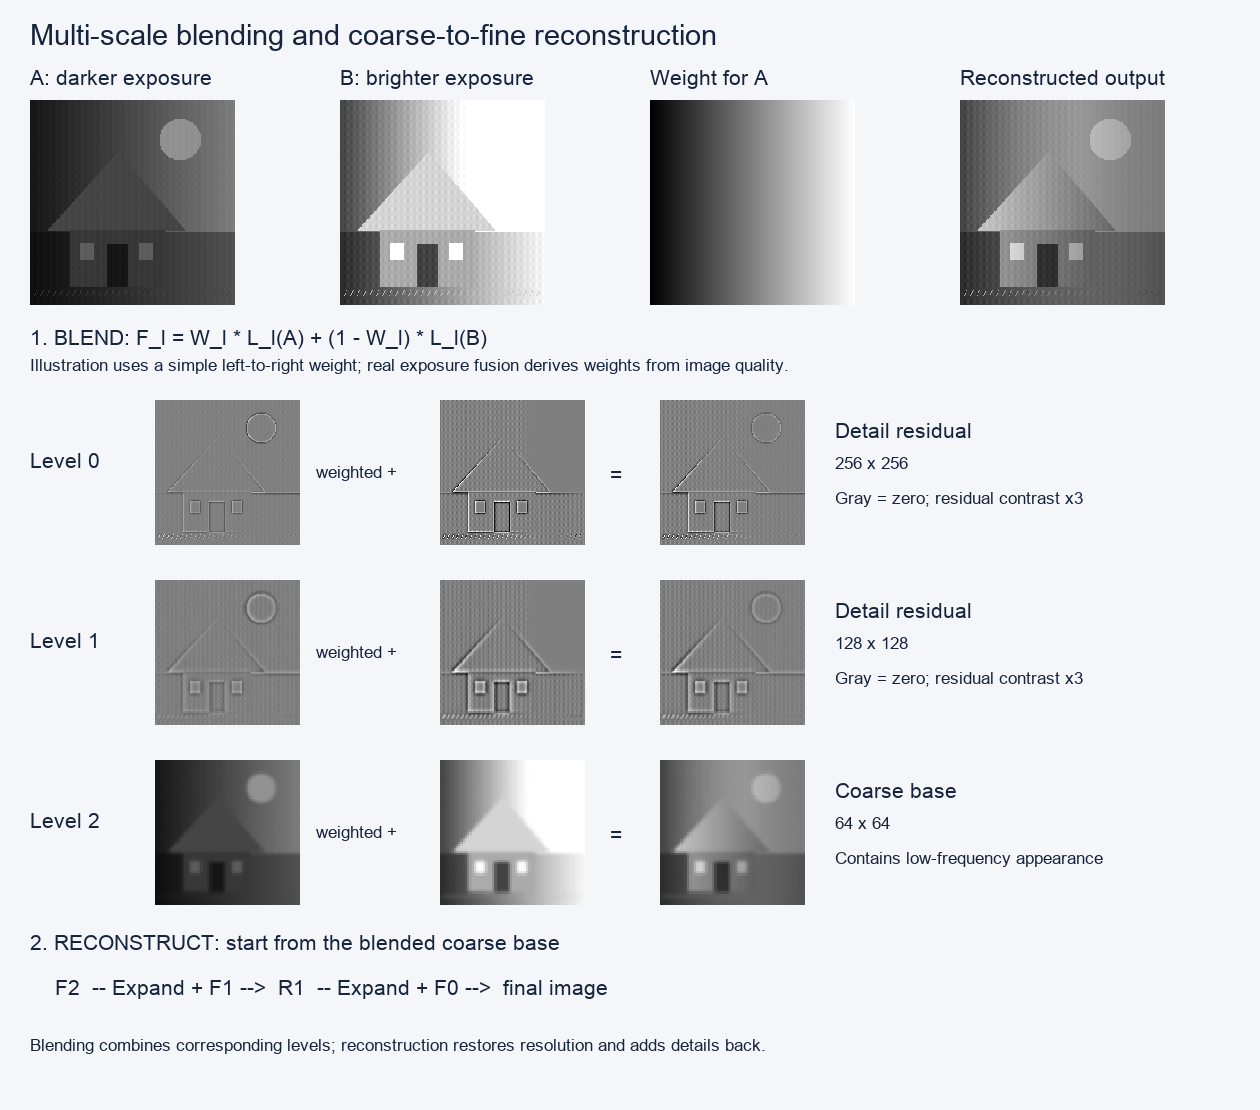 Multi-scale blending and coarse-to-fine reconstruction
A: darker exposure
B: brighter exposure
Weight for A
Reconstructed output
1. BLEND: F_l = W_l * L_l(A) + (1 - W_l) * L_l(B)
Illustration uses a simple left-to-right weight; real exposure fusion derives weights from image quality.
Level 0
weighted +
=
Detail residual
256 x 256
Gray = zero; residual contrast x3
Level 1
weighted +
=
Detail residual
128 x 128
Gray = zero; residual contrast x3
Level 2
weighted +
=
Coarse base
64 x 64
Contains low-frequency appearance
2. RECONSTRUCT: start from the blended coarse base
F2 -- Expand + F1 --> R1 -- Expand + F0 --> final image
Blending combines corresponding levels; reconstruction restores resolution and adds details back.